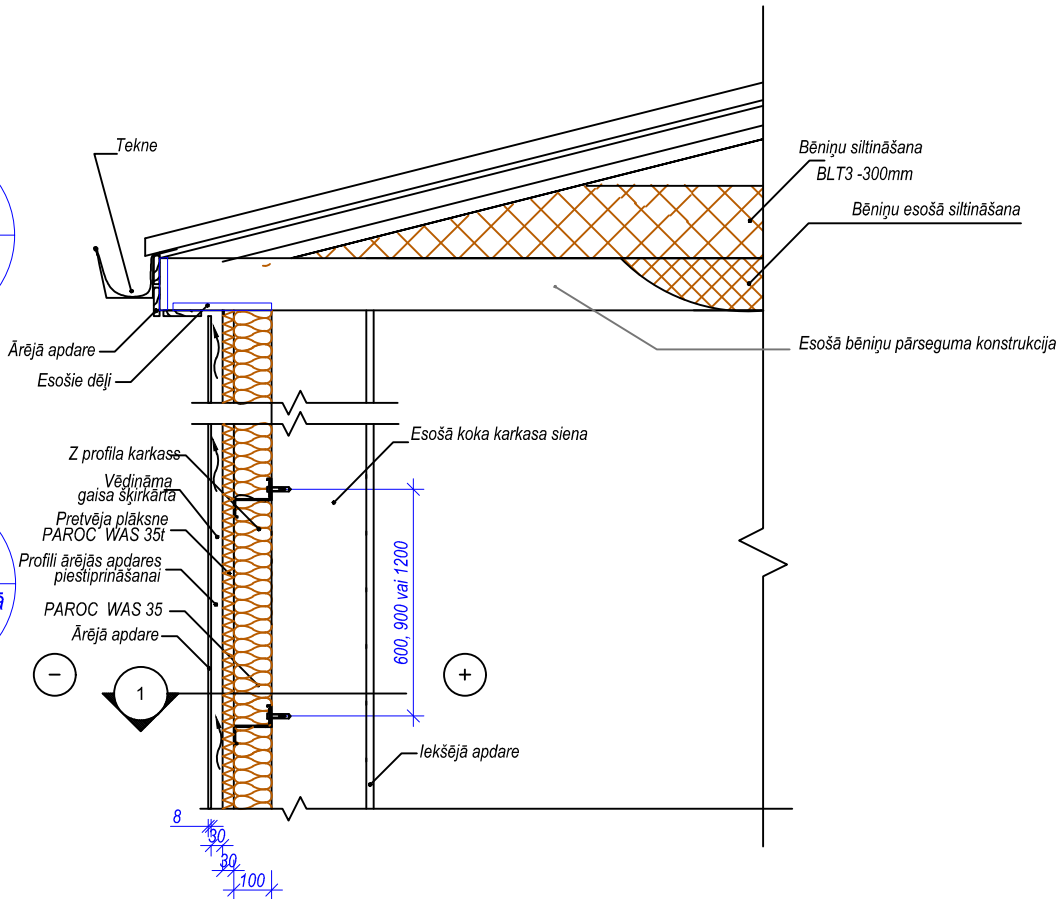 Tekne
Bēniņu siltināšana
BLT3 -300mm
Bēniņu esošā siltināšana
Ārējā apdare
Esošie dēļi
Esošā bēniņu pārseguma konstrukcija
Esošā koka karkasa siena
Z profila karkass
Vēdināma
gaisa šķirkārta
Pretvēja plāksne
PAROC WAS 35t
Profili ārējās apdares
piestiprināšanai
PAROC WAS 35
Ārējā apdare
600, 900 vai 1200
−
1
+
Iekšējā apdare
8
30
30
100